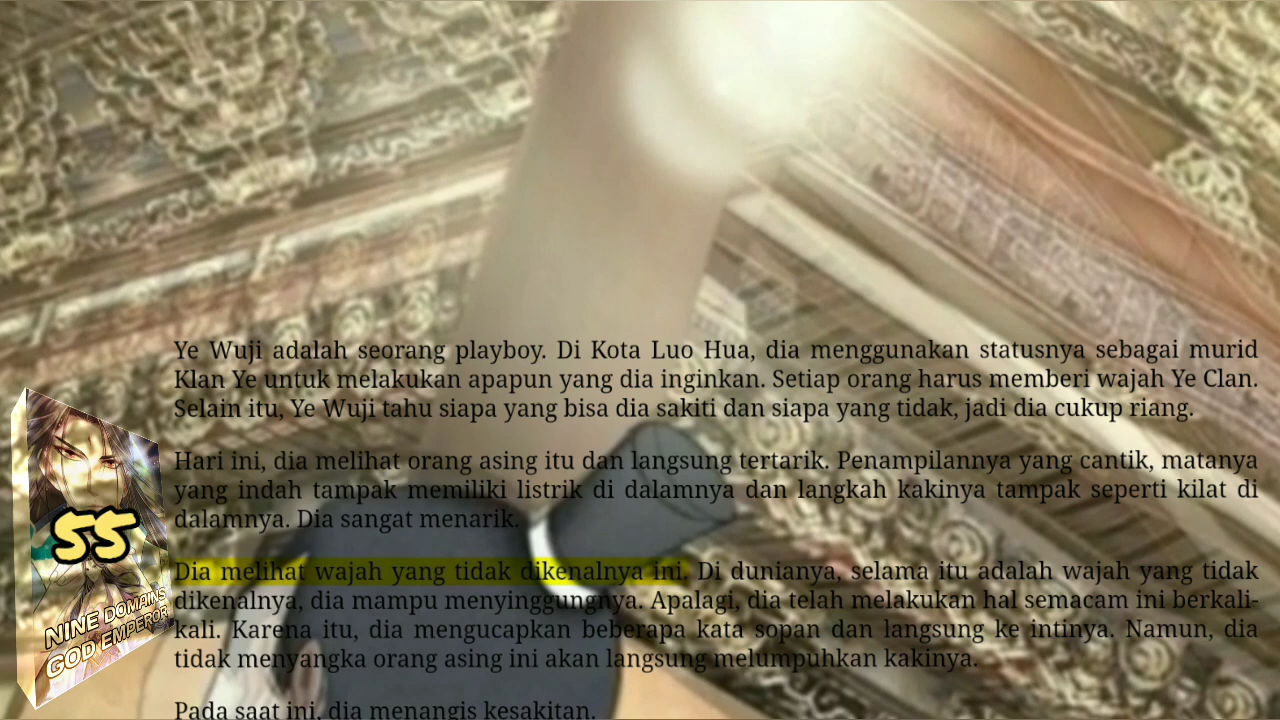 Ye Wuji adalah seorang playboy. Di Kota Luo Hua, dia menggunakan statusnya sebagai murid
Klan Ye untuk melakukan apapun yang dia inginkan. Setiap orang harus memberi wajah Ye Clan.
Selain itu, Ye Wuji tahu siapa yang bisa dia sakiti dan siapa yang tidak, jadi dia cukup riang.
Hari ini, dia melihat orang asing itu dan langsung tertarik. Penampilannya yang cantik, matanya
yang indah tampak memiliki listrik di dalamnya dan langkah kakinya tampak seperti kilat di
dalamnya. Dia sangat menarik.
Dia melihat wajah yang tidak dikenalnya ini. Di dunianya, selama itu adalah wajah yang tidak
dikenalnya, dia mampu menyinggungnya. Apalagi, dia telah melakukan hal semacam ini berkali-
kali. Karena itu, dia mengucapkan beberapa kata sopan dan langsung ke intinya. Namun, dia
tidak menyangka orang asing ini akan langsung melumpuhkan kakinya.
Pada saat ini, dia menangis kesakitan.
SS
NINE DOMAINS
GOD EMPEROR